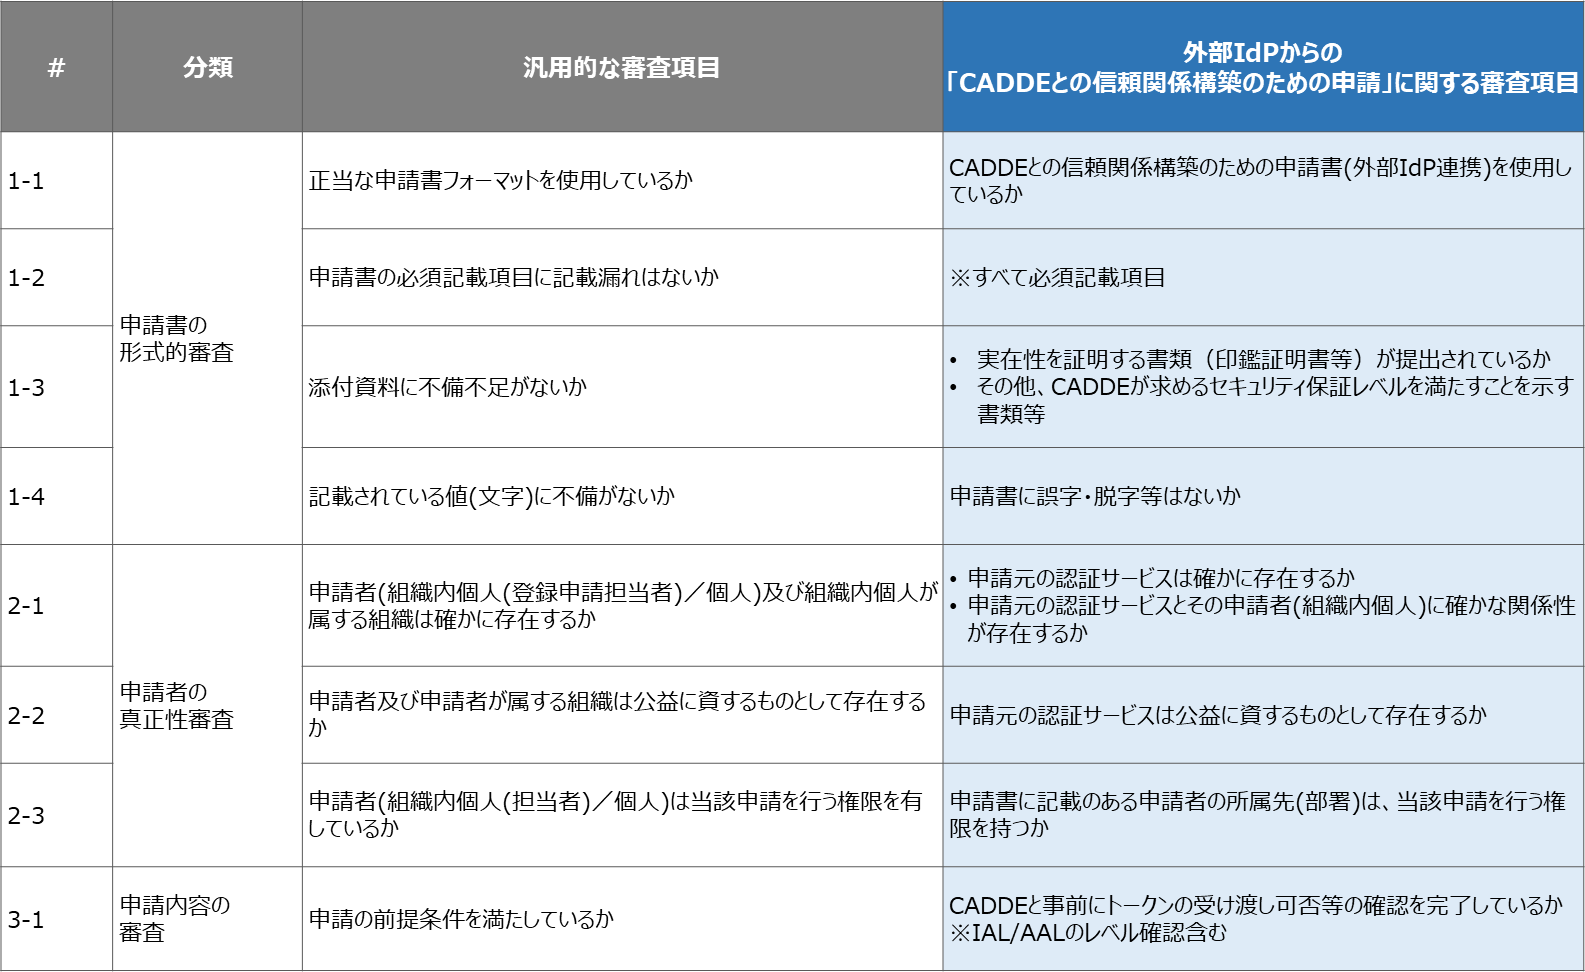 #
分類
汎用的な審査項目
外部IdPからの
「CADDEとの信頼関係構築のための申請」に関する審査項目
1-1
申請書の
形式的審査
正当な申請書フォーマットを使用しているか
CADDEとの信頼関係構築のための申請書(外部IdP連携)を使用し
ているか
1-2
申請書の必須記載項目に記載漏れはないか
※すべて必須記載項目
1-3
添付資料に不備不足がないか
• 実在性を証明する書類（印鑑証明書等）が提出されているか
• その他、CADDEが求めるセキュリティ保証レベルを満たすことを示す
書類等
1-4
記載されている値(文字)に不備がないか
申請書に誤字・脱字等はないか
2-1
申請者の
真正性審査
申請者(組織内個人(登録申請担当者)／個人)及び組織内個人が
属する組織は確かに存在するか
• 申請元の認証サービスは確かに存在するか
• 申請元の認証サービスとその申請者(組織内個人)に確かな関係性
が存在するか
2-2
申請者及び申請者が属する組織は公益に資するものとして存在する
か
申請元の認証サービスは公益に資するものとして存在するか
2-3
申請者(組織内個人(担当者)／個人)は当該申請を行う権限を有
しているか
申請書に記載のある申請者の所属先(部署)は、当該申請を行う権
限を持つか
3-1
申請内容の
審査
申請の前提条件を満たしているか
CADDEと事前にトークンの受け渡し可否等の確認を完了しているか
※IAL/AALのレベル確認含む